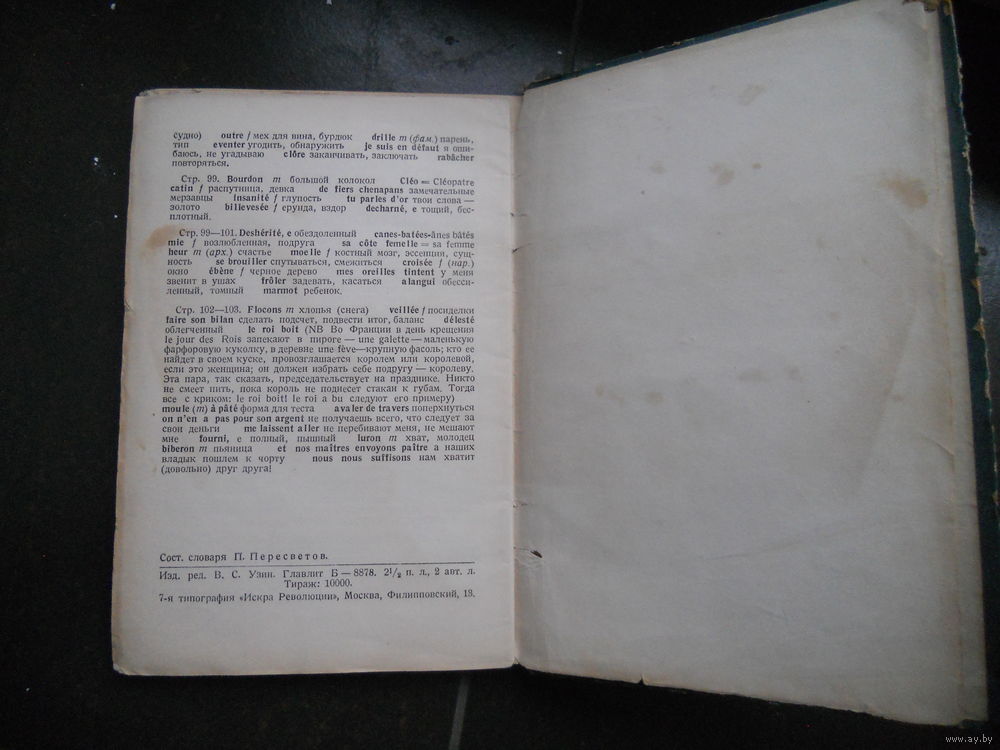 судно) outre f мех для вина, бурдюк drille m (фам.) парень,
тип eventer угодить, обнаружить je suis en défaut я оши-
баюсь, не угадываю clôre заканчивать, заключать rabâcher
повторяться.
Стр. 99. Bourdon m большой колокол Cléo = Cléopatre
catin f распутница, девка de fiers chenapans замечательные
мерзавцы insanité f глупость tu parles d'or твои слова —
золото billevesée f ерунда, вздор decharné, e тощий, бес-
плотный.
Стр. 99—101. Deshérité, e обездоленный canes-batées=ânes bâtés
mie f возлюбленная, подруга sa côte femelle = sa femme
heur m (арх.) счастье moelle f костный мозг, эссенция, сущ-
ность se brouiller спутываться, смежиться croisée f (нар.)
окно ébène f черное дерево mes oreilles tintent у меня
звенит в ушах frôler задевать, касаться alangui обесси-
ленный, томный marmot ребенок.
Стр. 102—103. Flocons m хлопья (снега) veillée f посиделки
faire son bilan сделать подсчет, подвести итог, баланс délesté
облегченный le roi boit (NB Во Франции в день крещения
le jour des Rois запекают в пироге — une galette — маленькую
фарфоровую куколку, в деревне une fève—крупную фасоль; кто ее
найдет в своем куске, провозглашается королем или королевой,
если это женщина; он должен избрать себе подругу — королеву.
Эта пара, так сказать, председательствует на празднике. Никто
не смеет пить, пока король не поднесет стакан к губам. Тогда
все с криком: le roi boit! le roi a bu следуют его примеру)
moule (m) à pâté форма для теста avaler de travers поперхнуться
on n'en a pas pour son argent не получаешь всего, что следует за
свои деньги me laissent aller не перебивают меня, не мешают
мне fourni, e полный, пышный luron m хват, молодец
biberon m пьяница et nos maîtres envoyons paître а наших
владык пошлем к чорту nous nous suffisons нам хватит
(довольно) друг друга!
Сост. словаря П. Пересветов.
Изд. ред. В. С. Узин. Главлит Б — 8878. 2½ п. л., 2 авт. л.
Тираж: 10000.
7-я типография «Искра Революции», Москва, Филипповский, 13.
www.ay.by